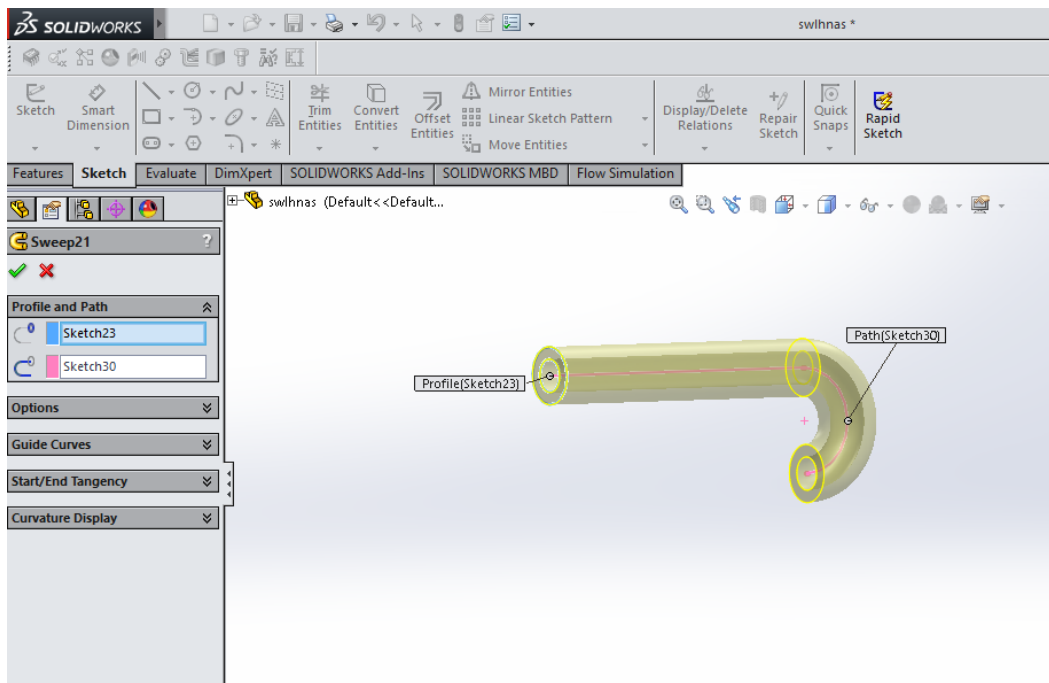 SOLIDWORKS
swlhnas *
Sketch
Smart Dimension
Trim Entities
Convert Entities
Offset Entities
Mirror Entities
Linear Sketch Pattern
Move Entities
Display/Delete Relations
Repair Sketch
Quick Snaps
Rapid Sketch
Features
Sketch
Evaluate
DimXpert
SOLIDWORKS Add-Ins
SOLIDWORKS MBD
Flow Simulation
swlhnas (Default<<Default...
Sweep21
?
Profile and Path
Sketch23
Sketch30
Options
Guide Curves
Start/End Tangency
Curvature Display
Profile(Sketch23)
Path(Sketch30)